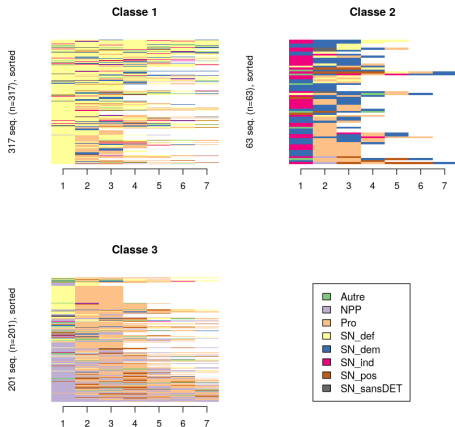 Classe 1
317 seq. (n=317), sorted
1 2 3 4 5 6 7
Classe 2
63 seq. (n=63), sorted
1 2 3 4 5 6 7
Classe 3
201 seq. (n=201), sorted
1 2 3 4 5 6 7
Autre
NPP
Pro
SN_def
SN_dem
SN_ind
SN_pos
SN_sansDET